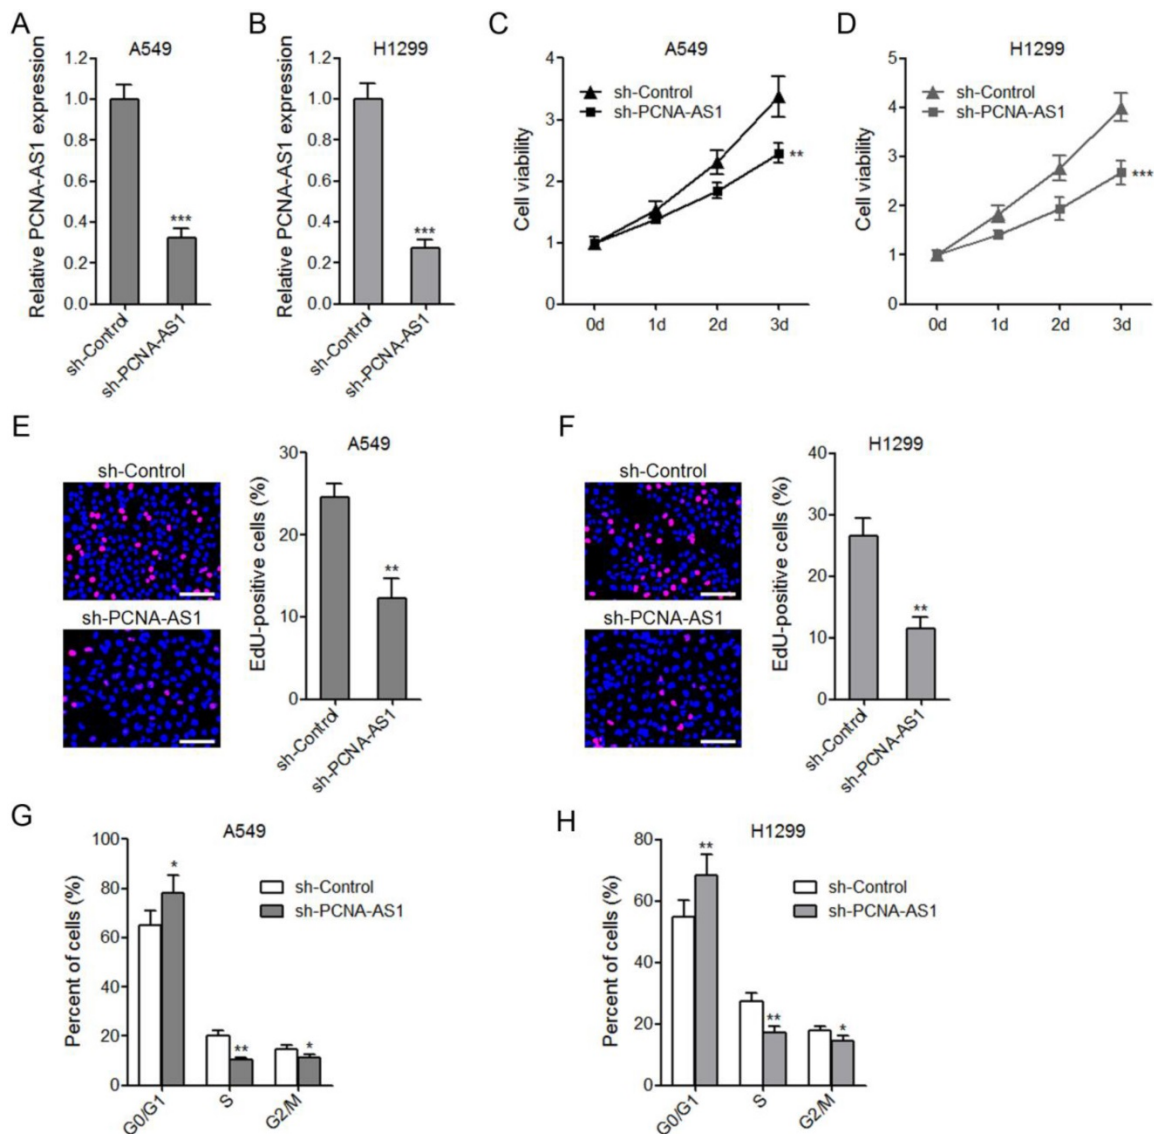 A
A549
Relative PCNA-AS1 expression
1.2
1.0
0.8
0.6
0.4
0.2
0.0
***
sh-Control
sh-PCNA-AS1
B
H1299
Relative PCNA-AS1 expression
1.2
1.0
0.8
0.6
0.4
0.2
0.0
***
sh-Control
sh-PCNA-AS1
C
A549
Cell viability
4
3
2
1
0
sh-Control
sh-PCNA-AS1
**
0d 1d 2d 3d
D
H1299
Cell viability
5
4
3
2
1
0
sh-Control
sh-PCNA-AS1
***
0d 1d 2d 3d
E
sh-Control
sh-PCNA-AS1
A549
EdU-positive cells (%)
30
20
10
0
**
sh-Control
sh-PCNA-AS1
F
sh-Control
sh-PCNA-AS1
H1299
EdU-positive cells (%)
40
30
20
10
0
**
sh-Control
sh-PCNA-AS1
G
A549
Percent of cells (%)
100
80
60
40
20
0
sh-Control
sh-PCNA-AS1
*
**
*
G0/G1 S G2/M
H
H1299
Percent of cells (%)
80
60
40
20
0
sh-Control
sh-PCNA-AS1
**
**
*
G0/G1 S G2/M